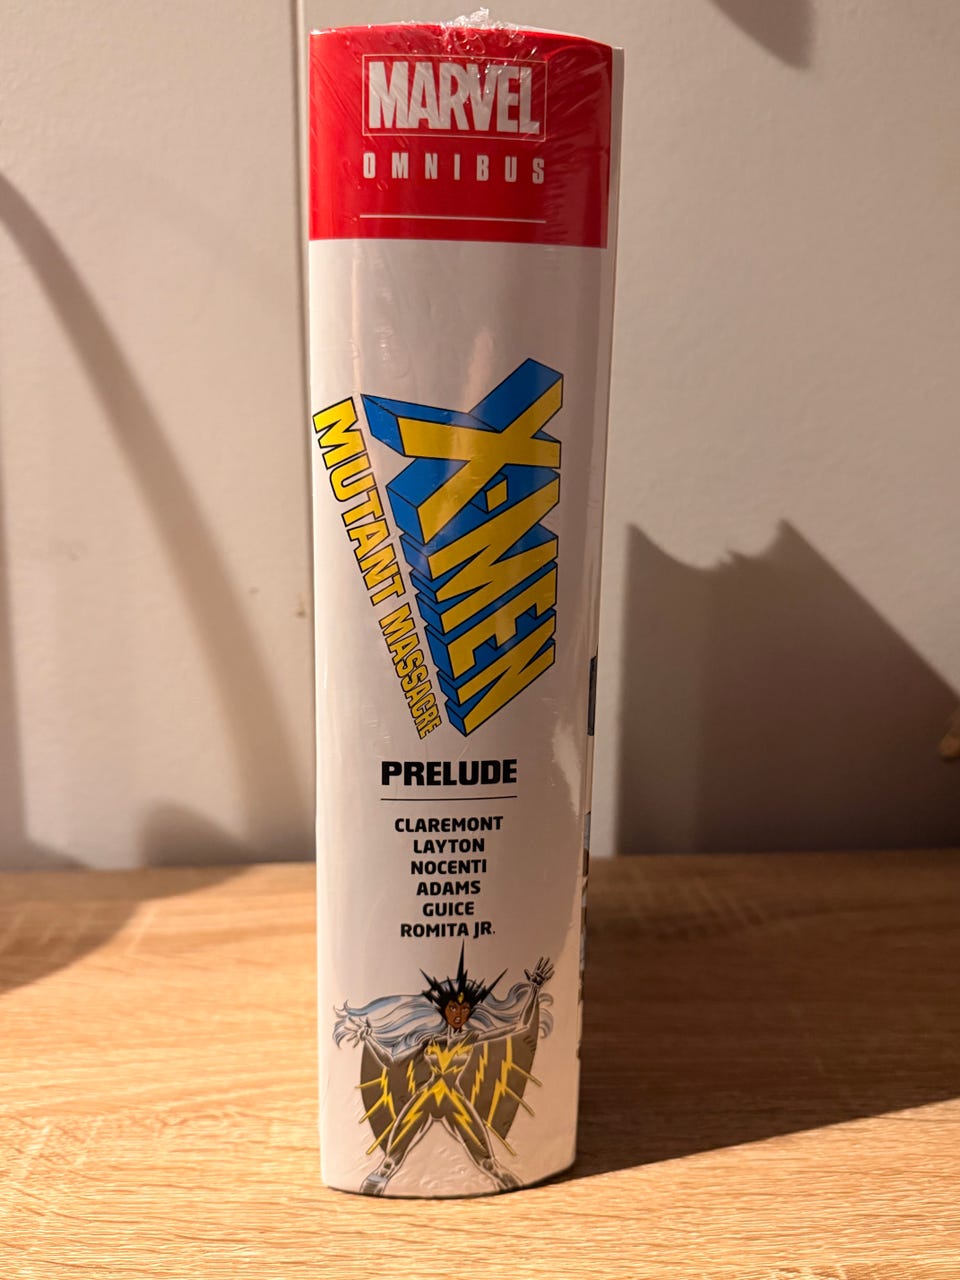 MARVEL
OMNIBUS
X-MEN
MUTANT MASSACRE
PRELUDE
CLAREMONT
LAYTON
NOCENTI
ADAMS
GUICE
ROMITA JR.